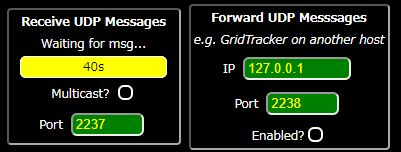 Receive UDP Messages
Waiting for msg...
40s
Multicast?
Port 2237
Forward UDP Messsages
e.g. GridTracker on another host
IP 127.0.0.1
Port 2238
Enabled?